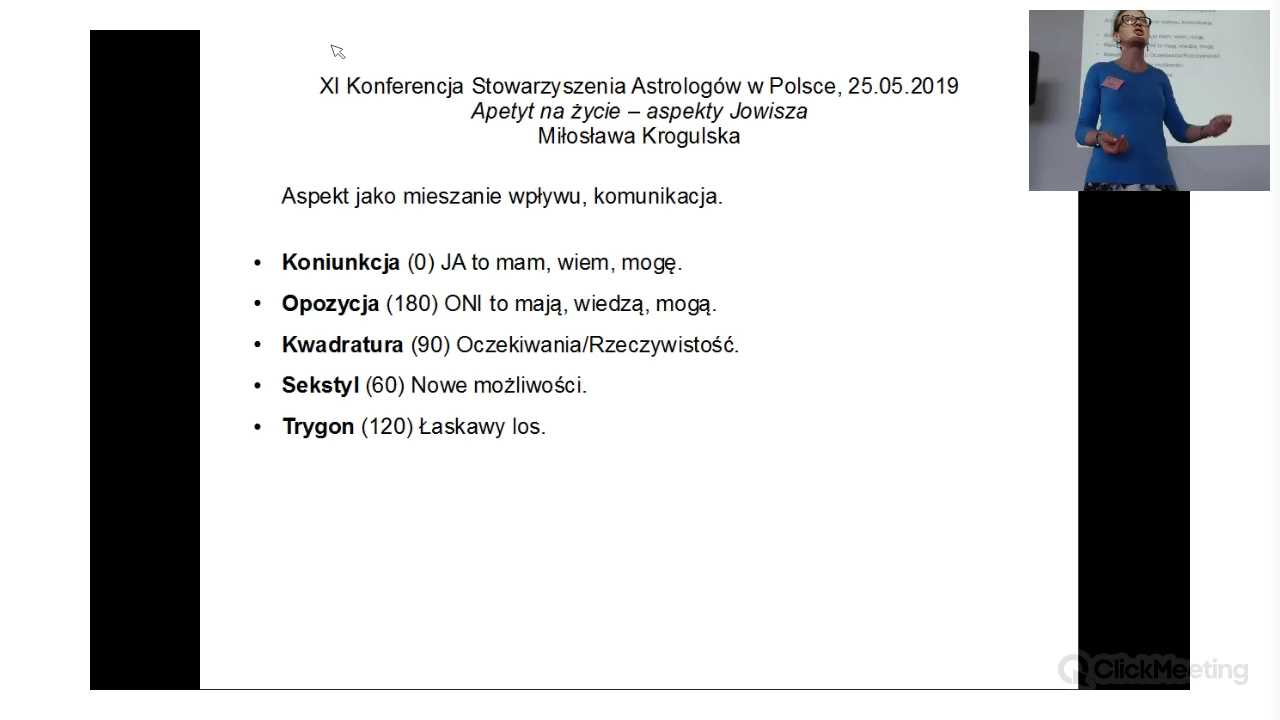 XI Konferencja Stowarzyszenia Astrologów w Polsce, 25.05.2019
Apetyt na życie – aspekty Jowisza
Miłosława Krogulska
Aspekt jako mieszanie wpływu, komunikacja.
• Koniunkcja (0) JA to mam, wiem, mogę.
• Opozycja (180) ONI to mają, wiedzą, mogą.
• Kwadratura (90) Oczekiwania/Rzeczywistość.
• Sekstyl (60) Nowe możliwości.
• Trygon (120) Łaskawy los.
ClickMeeting